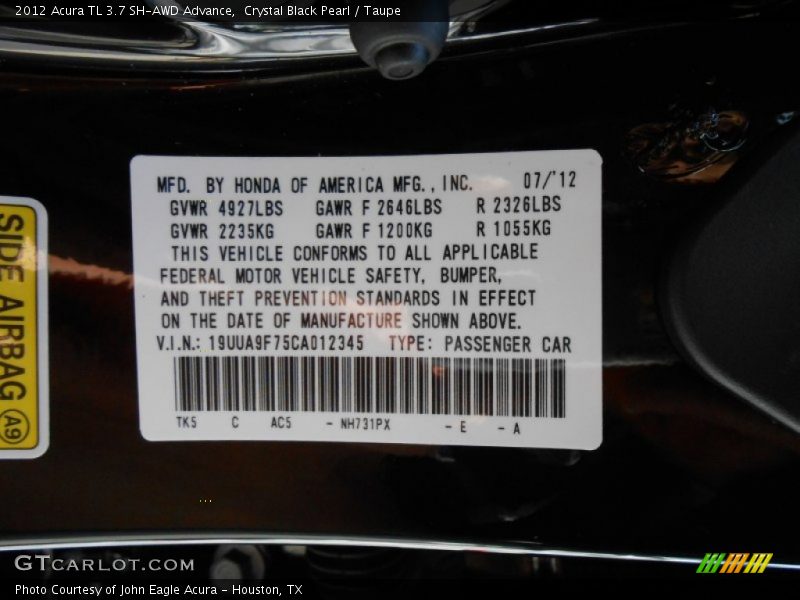 2012 Acura TL 3.7 SH-AWD Advance,  Crystal Black Pearl / Taupe
MFD. BY HONDA OF AMERICA MFG., INC. 07/'12
GVWR 4927LBS GAWR F 2646LBS R 2326LBS
GVWR 2235KG GAWR F 1200KG R 1055KG
THIS VEHICLE CONFORMS TO ALL APPLICABLE
FEDERAL MOTOR VEHICLE SAFETY, BUMPER,
AND THEFT PREVENTION STANDARDS IN EFFECT
ON THE DATE OF MANUFACTURE SHOWN ABOVE.
V.I.N.: 19UUA9F75CA012345 TYPE: PASSENGER CAR
TK5 C AC5 - NH731PX - E - A
SIDE AIRBAG A9
GTCARLOT.COM
Photo Courtesy of John Eagle Acura - Houston, TX